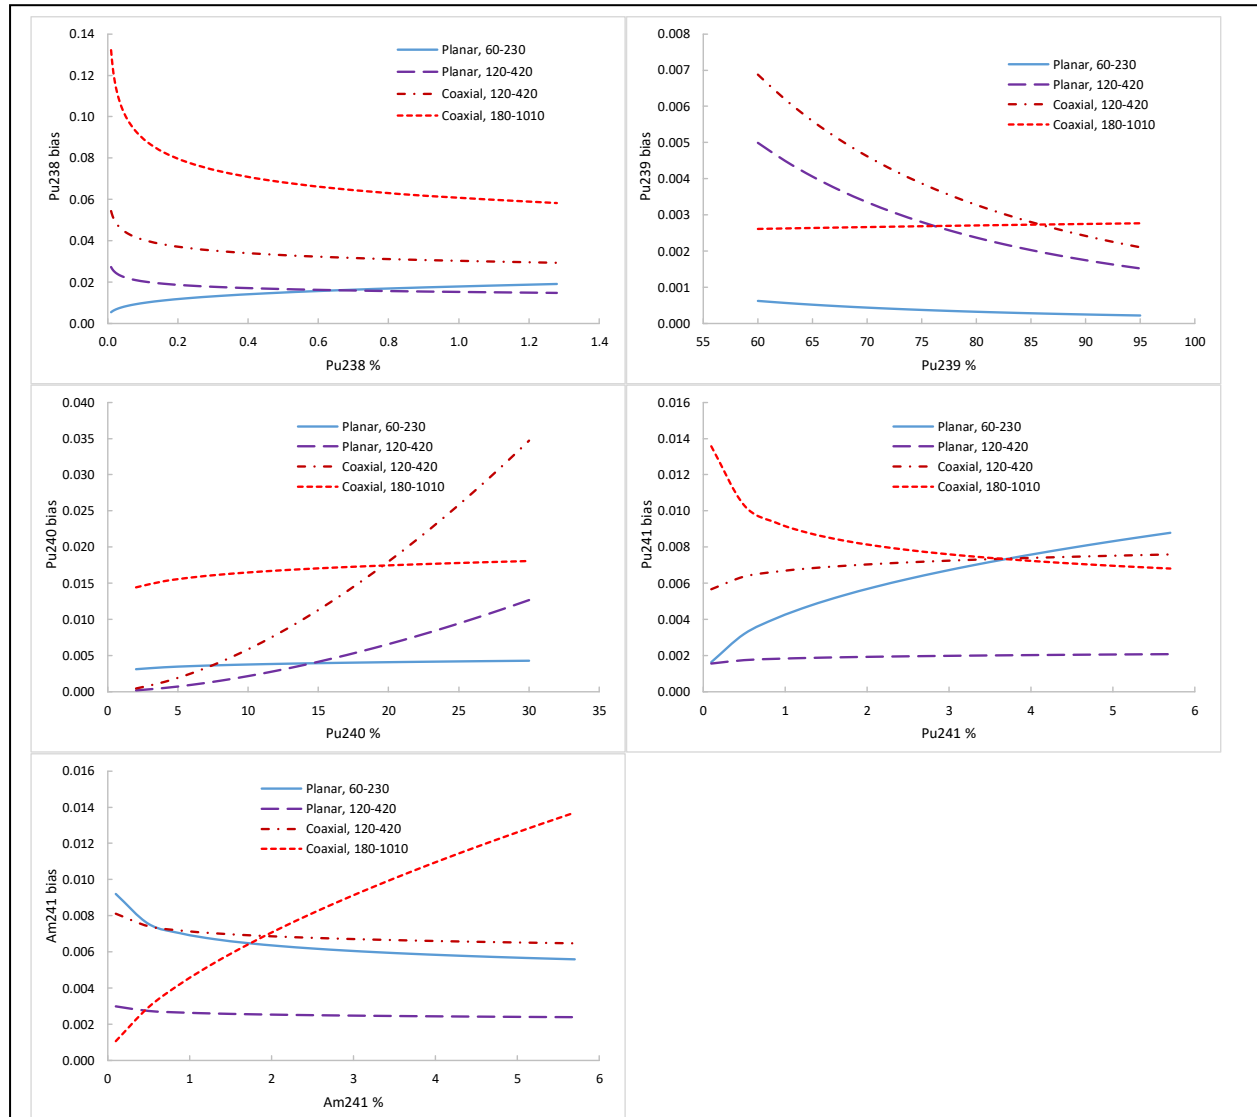 0.14
0.12
0.10
0.08
0.06
0.04
0.02
0.00
Pu238 bias
Planar, 60-230
Planar, 120-420
Coaxial, 120-420
Coaxial, 180-1010
0.0 0.2 0.4 0.6 0.8 1.0 1.2 1.4
Pu238 %
0.008
0.007
0.006
0.005
0.004
0.003
0.002
0.001
0.000
Pu239 bias
Planar, 60-230
Planar, 120-420
Coaxial, 120-420
Coaxial, 180-1010
55 60 65 70 75 80 85 90 95 100
Pu239 %
0.040
0.035
0.030
0.025
0.020
0.015
0.010
0.005
0.000
Pu240 bias
Planar, 60-230
Planar, 120-420
Coaxial, 120-420
Coaxial, 180-1010
0 5 10 15 20 25 30 35
Pu240 %
0.016
0.014
0.012
0.010
0.008
0.006
0.004
0.002
0.000
Pu241 bias
Planar, 60-230
Planar, 120-420
Coaxial, 120-420
Coaxial, 180-1010
0 1 2 3 4 5 6
Pu241 %
0.016
0.014
0.012
0.010
0.008
0.006
0.004
0.002
0.000
Am241 bias
Planar, 60-230
Planar, 120-420
Coaxial, 120-420
Coaxial, 180-1010
0 1 2 3 4 5 6
Am241 %